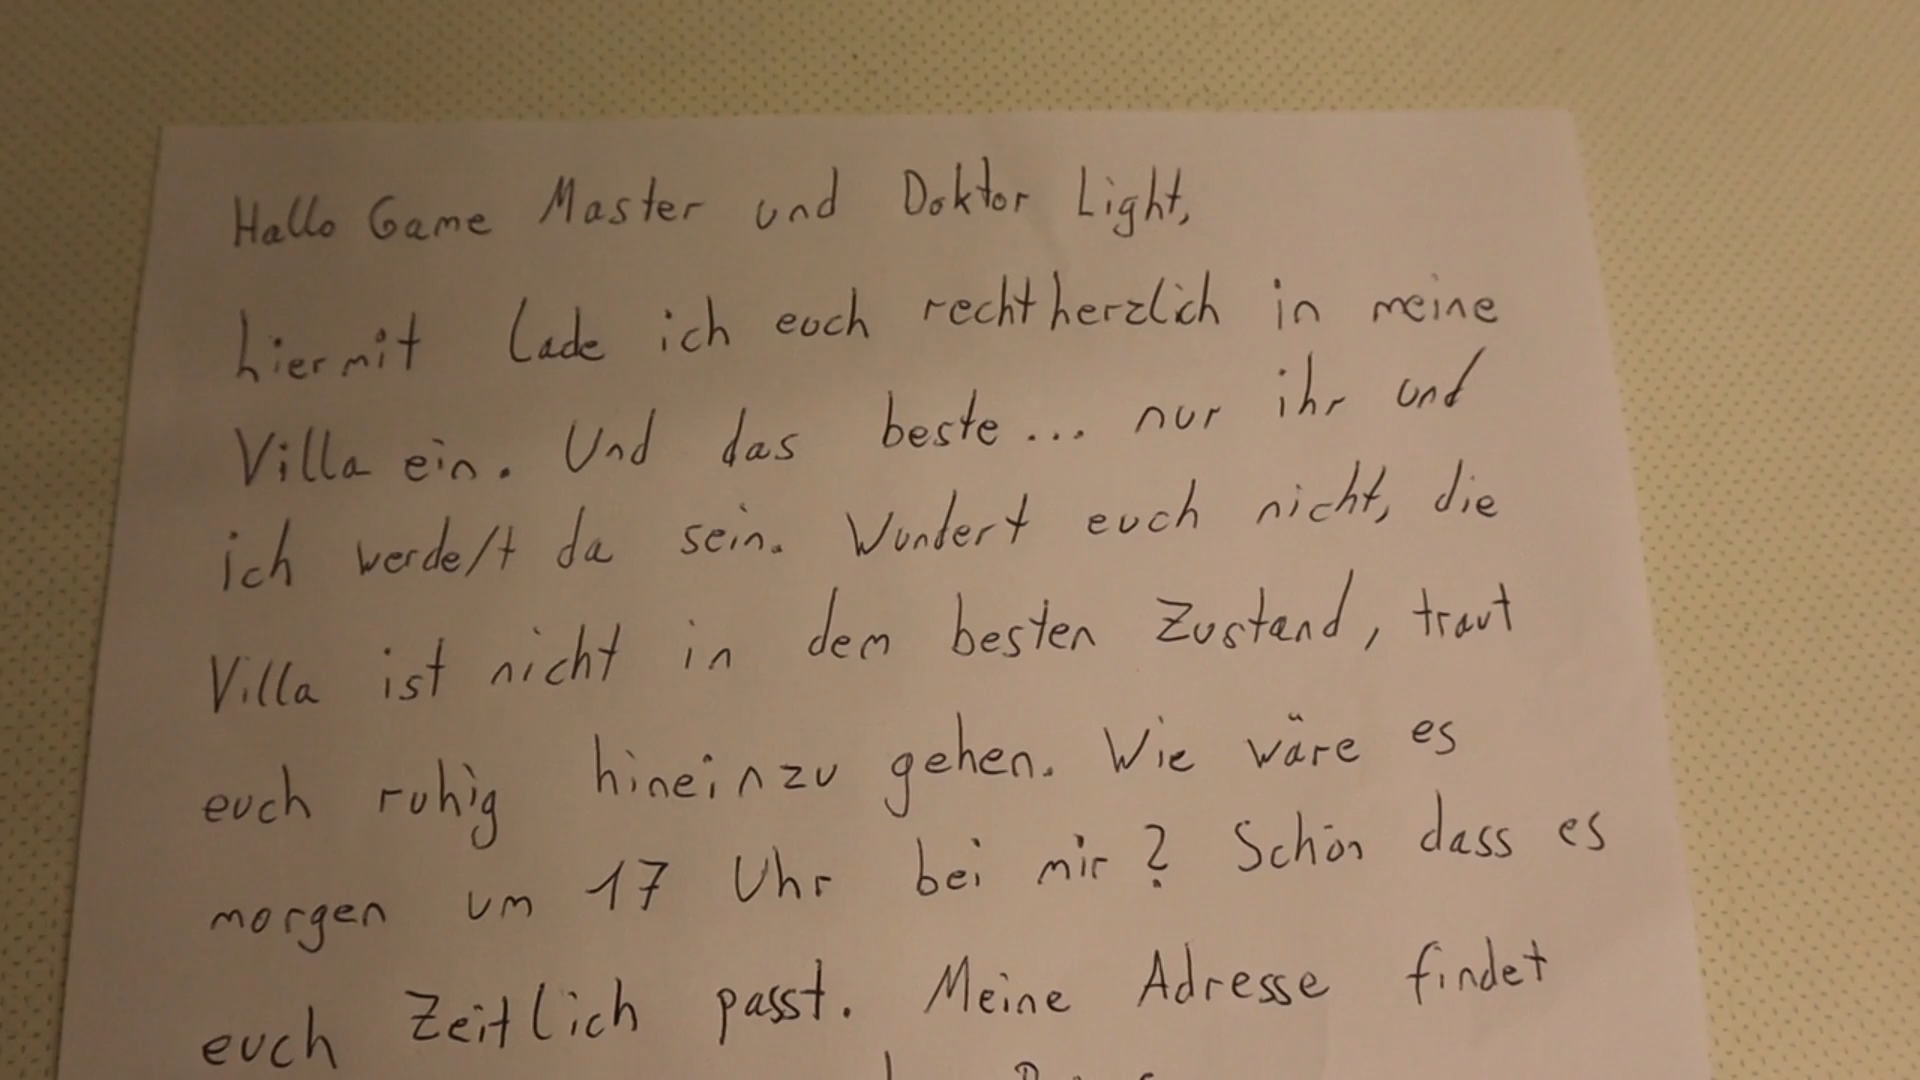 Hallo Game Master und Doktor Light,
hiermit lade ich euch recht herzlich in meine
Villa ein. Und das beste... nur ihr und
ich werde/t da sein. Wundert euch nicht, die
Villa ist nicht in dem besten Zustand, traut
euch ruhig hineinzu gehen. Wie wäre es
morgen um 17 Uhr bei mir? Schön dass es
euch Zeitlich passt. Meine Adresse findet